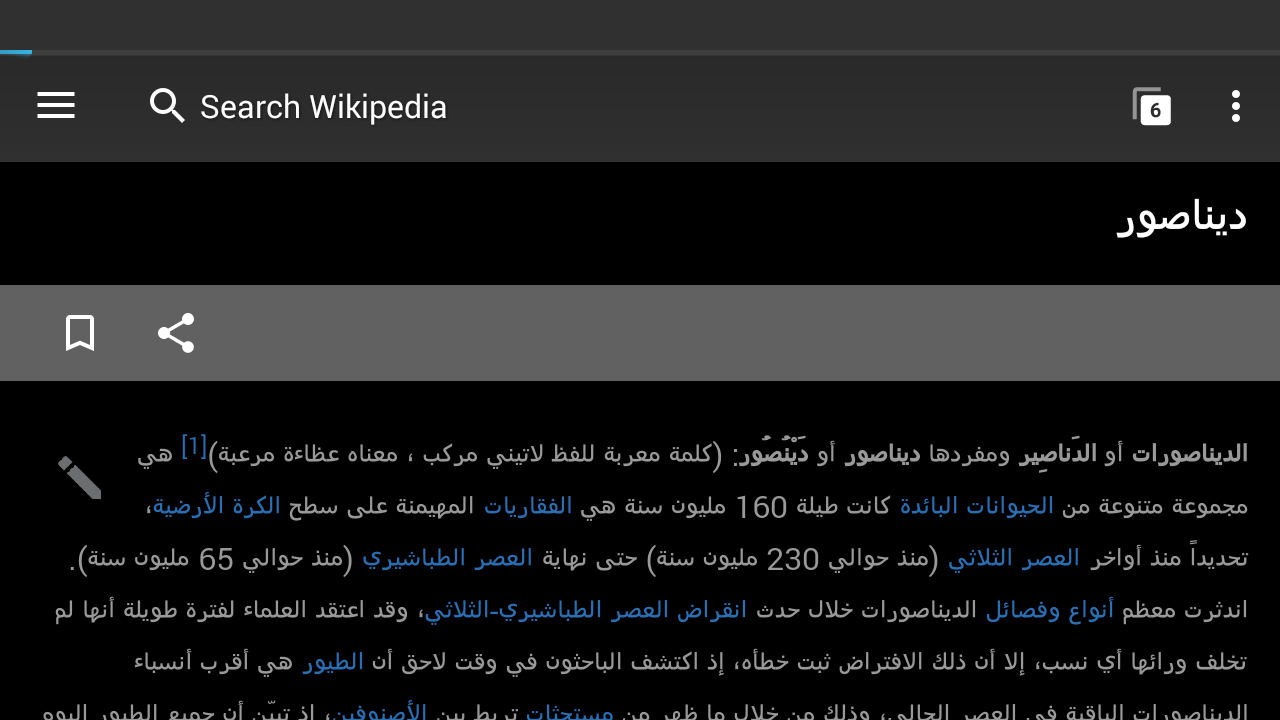 Search Wikipedia
6
ديناصور
الديناصورات أو الدَناصِير ومفردها ديناصور أو دَيْنُصُور: (كلمة معربة للفظ لاتيني مركب ، معناه عظاءة مرعبة)[1] هي
مجموعة متنوعة من الحيوانات البائدة كانت طيلة 160 مليون سنة هي الفقاريات المهيمنة على سطح الكرة الأرضية،
تحديداً منذ أواخر العصر الثلاثي (منذ حوالي 230 مليون سنة) حتى نهاية العصر الطباشيري (منذ حوالي 65 مليون سنة).
اندثرت معظم أنواع وفصائل الديناصورات خلال حدث انقراض العصر الطباشيري-الثلاثي، وقد اعتقد العلماء لفترة طويلة أنها لم
تخلف ورائها أي نسب، إلا أن ذلك الافتراض ثبت خطأه، إذ اكتشف الباحثون في وقت لاحق أن الطيور هي أقرب أنسباء
الديناصورات الباقية في العصر الحالي، وذلك من خلال ما ظهر من مستحثات تربط بين الأصنوفين، إذ تبيّن أن جميع الطيور اليوم